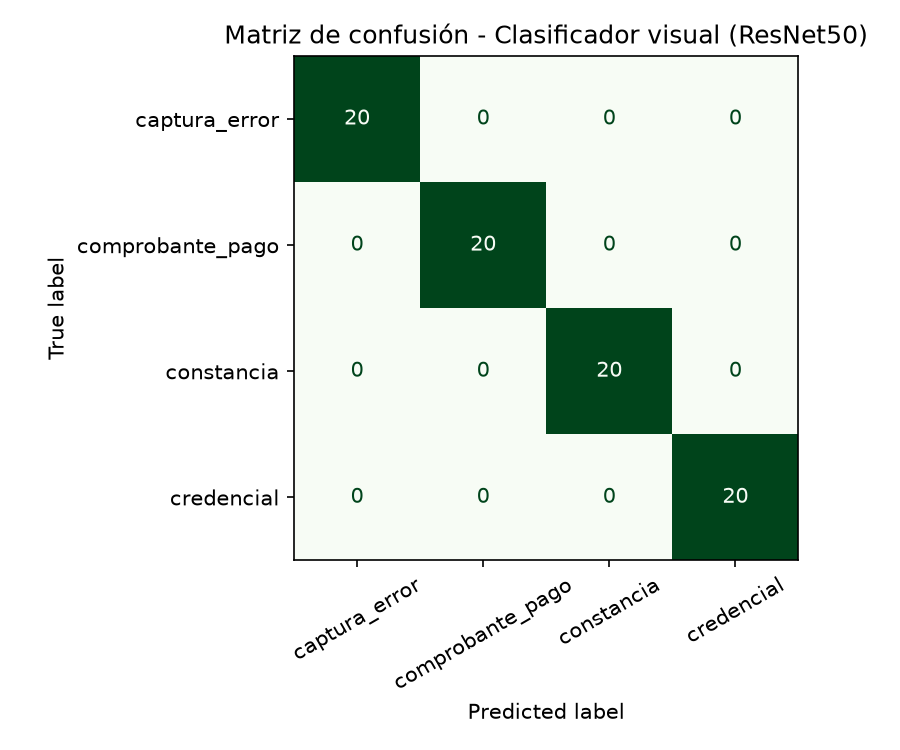 Matriz de confusión - Clasificador visual (ResNet50)
captura_error 20 0 0 0
comprobante_pago 0 20 0 0
constancia 0 0 20 0
credencial 0 0 0 20
True label
captura_error comprobante_pago constancia credencial
Predicted label